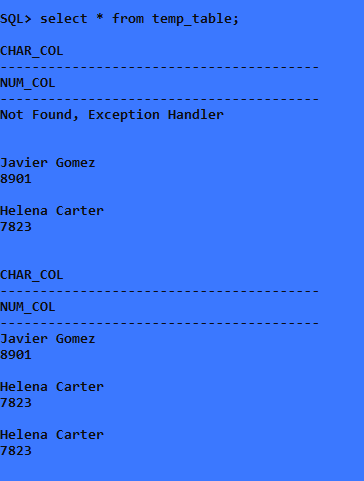 SQL> select * from temp_table;
CHAR_COL
----------------------------------------
NUM_COL
----------------------------------------
Not Found, Exception Handler
Javier Gomez
8901
Helena Carter
7823
CHAR_COL
----------------------------------------
NUM_COL
----------------------------------------
Javier Gomez
8901
Helena Carter
7823
Helena Carter
7823